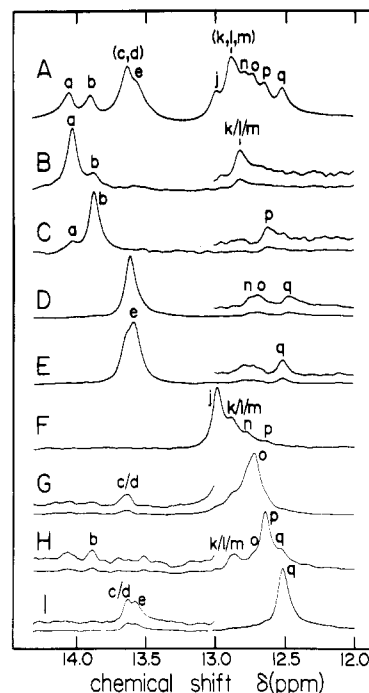 (c,d)
(k,l,m)
A
a
b
e
j
n
o
p
q
B
a
b
k/l/m
C
a
b
p
D
n o
q
E
e
q
F
j
k/l/m
n
p
G
c/d
o
H
b
k/l/m
o
p
q
I
c/d
e
q
14.0 13.5 13.0 12.5 12.0
chemical shift δ(ppm)